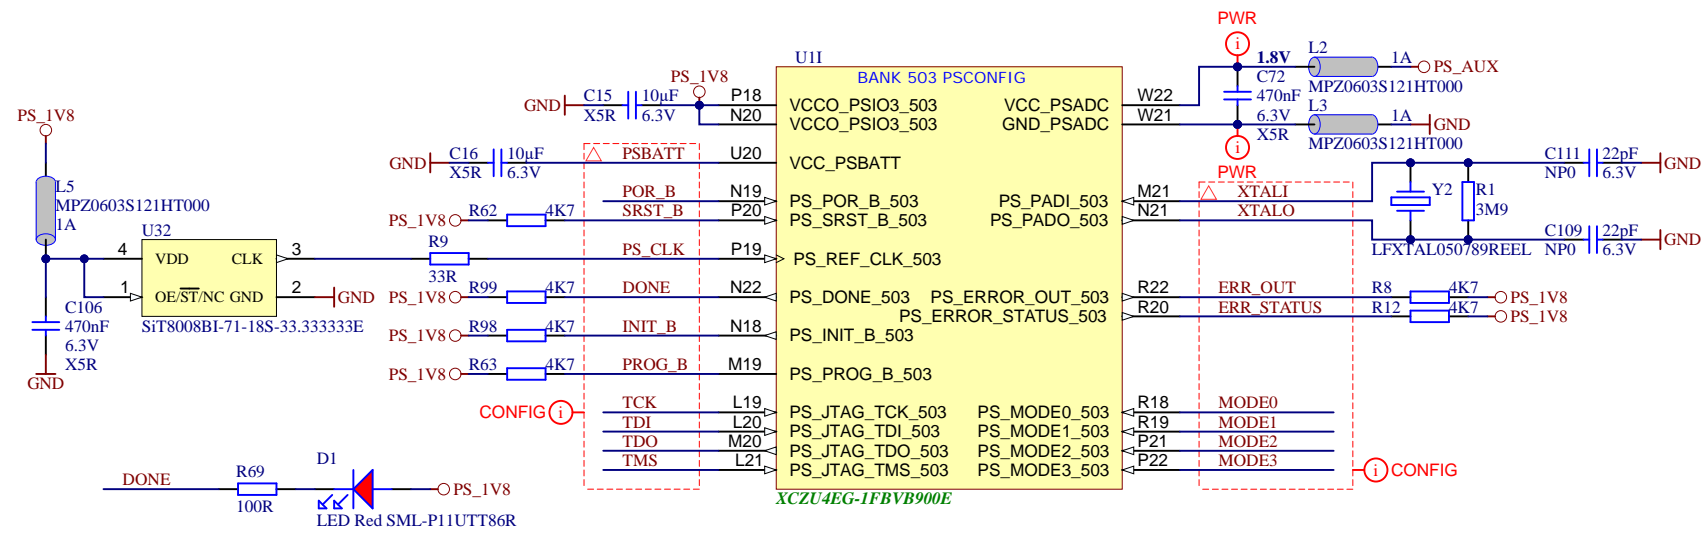 PWR
i
U1I
BANK 503 PSCONFIG
PS_1V8
GND
C15
10µF
X5R
6.3V
P18
VCCO_PSIO3_503
N20
VCCO_PSIO3_503
VCC_PSADC
W22
GND_PSADC
W21
1.8V
C72
470nF
6.3V
X5R
L2
1A
PS_AUX
MPZ0603S121HT000
L3
1A
GND
MPZ0603S121HT000
i
PWR
PS_1V8
L5
MPZ0603S121HT000
1A
GND
C16
10µF
X5R
6.3V
PSBATT
U20
VCC_PSBATT
POR_B
N19
PS_POR_B_503
PS_1V8
R62
4K7
SRST_B
P20
PS_SRST_B_503
PS_PADI_503
M21
XTALI
PS_PADO_503
N21
XTALO
Y2
R1
3M9
LFXTAL050789REEL
C111
22pF
GND
NP0
6.3V
C109
22pF
GND
NP0
6.3V
U32
4
VDD
CLK
3
1
OE/ST/NC
GND
2
GND
SiT8008BI-71-18S-33.333333E
C106
470nF
6.3V
X5R
GND
R9
33R
PS_CLK
P19
PS_REF_CLK_503
PS_1V8
R99
4K7
DONE
N22
PS_DONE_503
PS_ERROR_OUT_503
R22
ERR_OUT
R8
4K7
PS_1V8
PS_ERROR_STATUS_503
R20
ERR_STATUS
R12
4K7
PS_1V8
PS_1V8
R98
4K7
INIT_B
N18
PS_INIT_B_503
PS_1V8
R63
4K7
PROG_B
M19
PS_PROG_B_503
CONFIG
i
TCK
L19
PS_JTAG_TCK_503
PS_MODE0_503
R18
MODE0
TDI
L20
PS_JTAG_TDI_503
PS_MODE1_503
R19
MODE1
TDO
M20
PS_JTAG_TDO_503
PS_MODE2_503
P21
MODE2
TMS
L21
PS_JTAG_TMS_503
PS_MODE3_503
P22
MODE3
i
CONFIG
XCZU4EG-1FBVB900E
DONE
R69
100R
D1
PS_1V8
LED Red SML-P11UTT86R